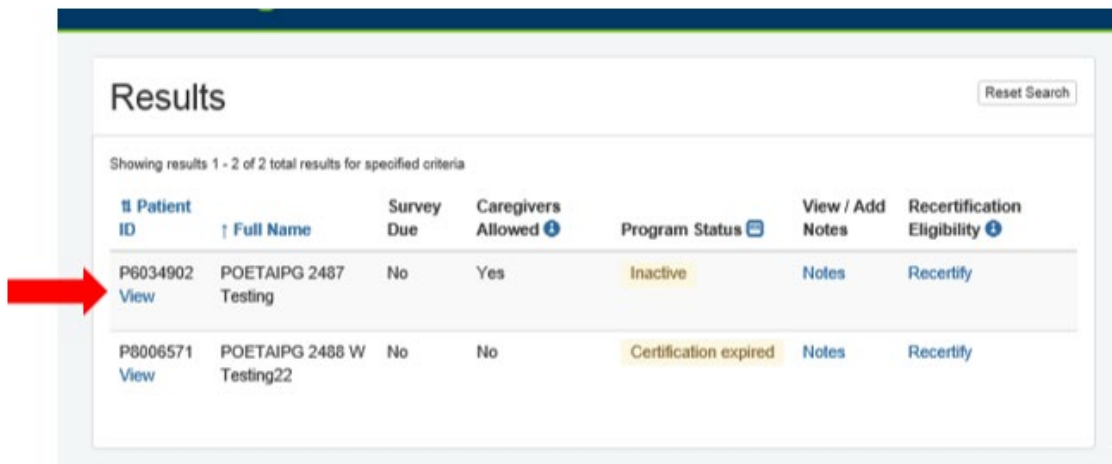 Results
Reset Search
Showing results 1 - 2 of 2 total results for specified criteria
Patient ID
Full Name
Survey Due
Caregivers Allowed
Program Status
View / Add Notes
Recertification Eligibility
P6034902
View
POETAIPG 2487
Testing
No
Yes
Inactive
Notes
Recertify
P8006571
View
POETAIPG 2488 W
Testing22
No
No
Certification expired
Notes
Recertify